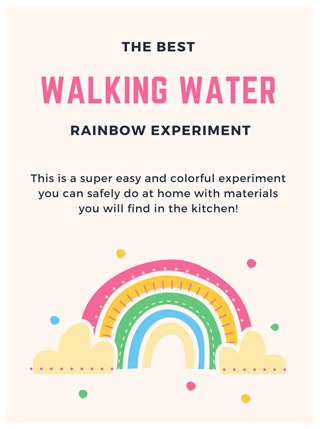 THE BEST
WALKING WATER
RAINBOW EXPERIMENT
This is a super easy and colorful experiment
you can safely do at home with materials
you will find in the kitchen!